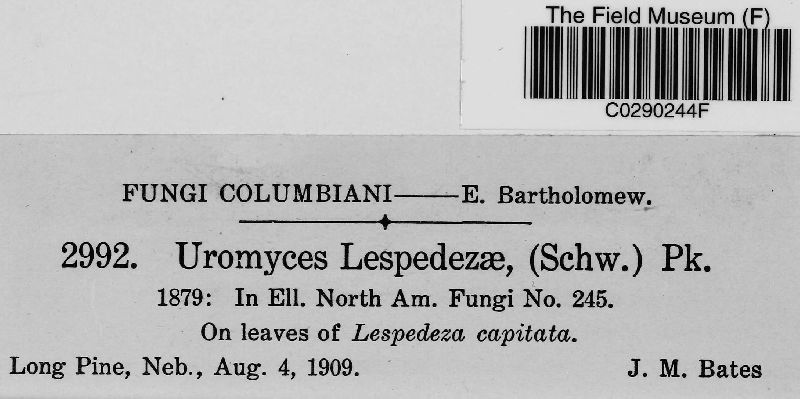 The Field Museum (F)
C0290244F
FUNGI COLUMBIANI——E. Bartholomew.
2992. Uromyces Lespedezæ, (Schw.) Pk.
1879: In Ell. North Am. Fungi No. 245.
On leaves of Lespedeza capitata.
Long Pine, Neb., Aug. 4, 1909. J. M. Bates